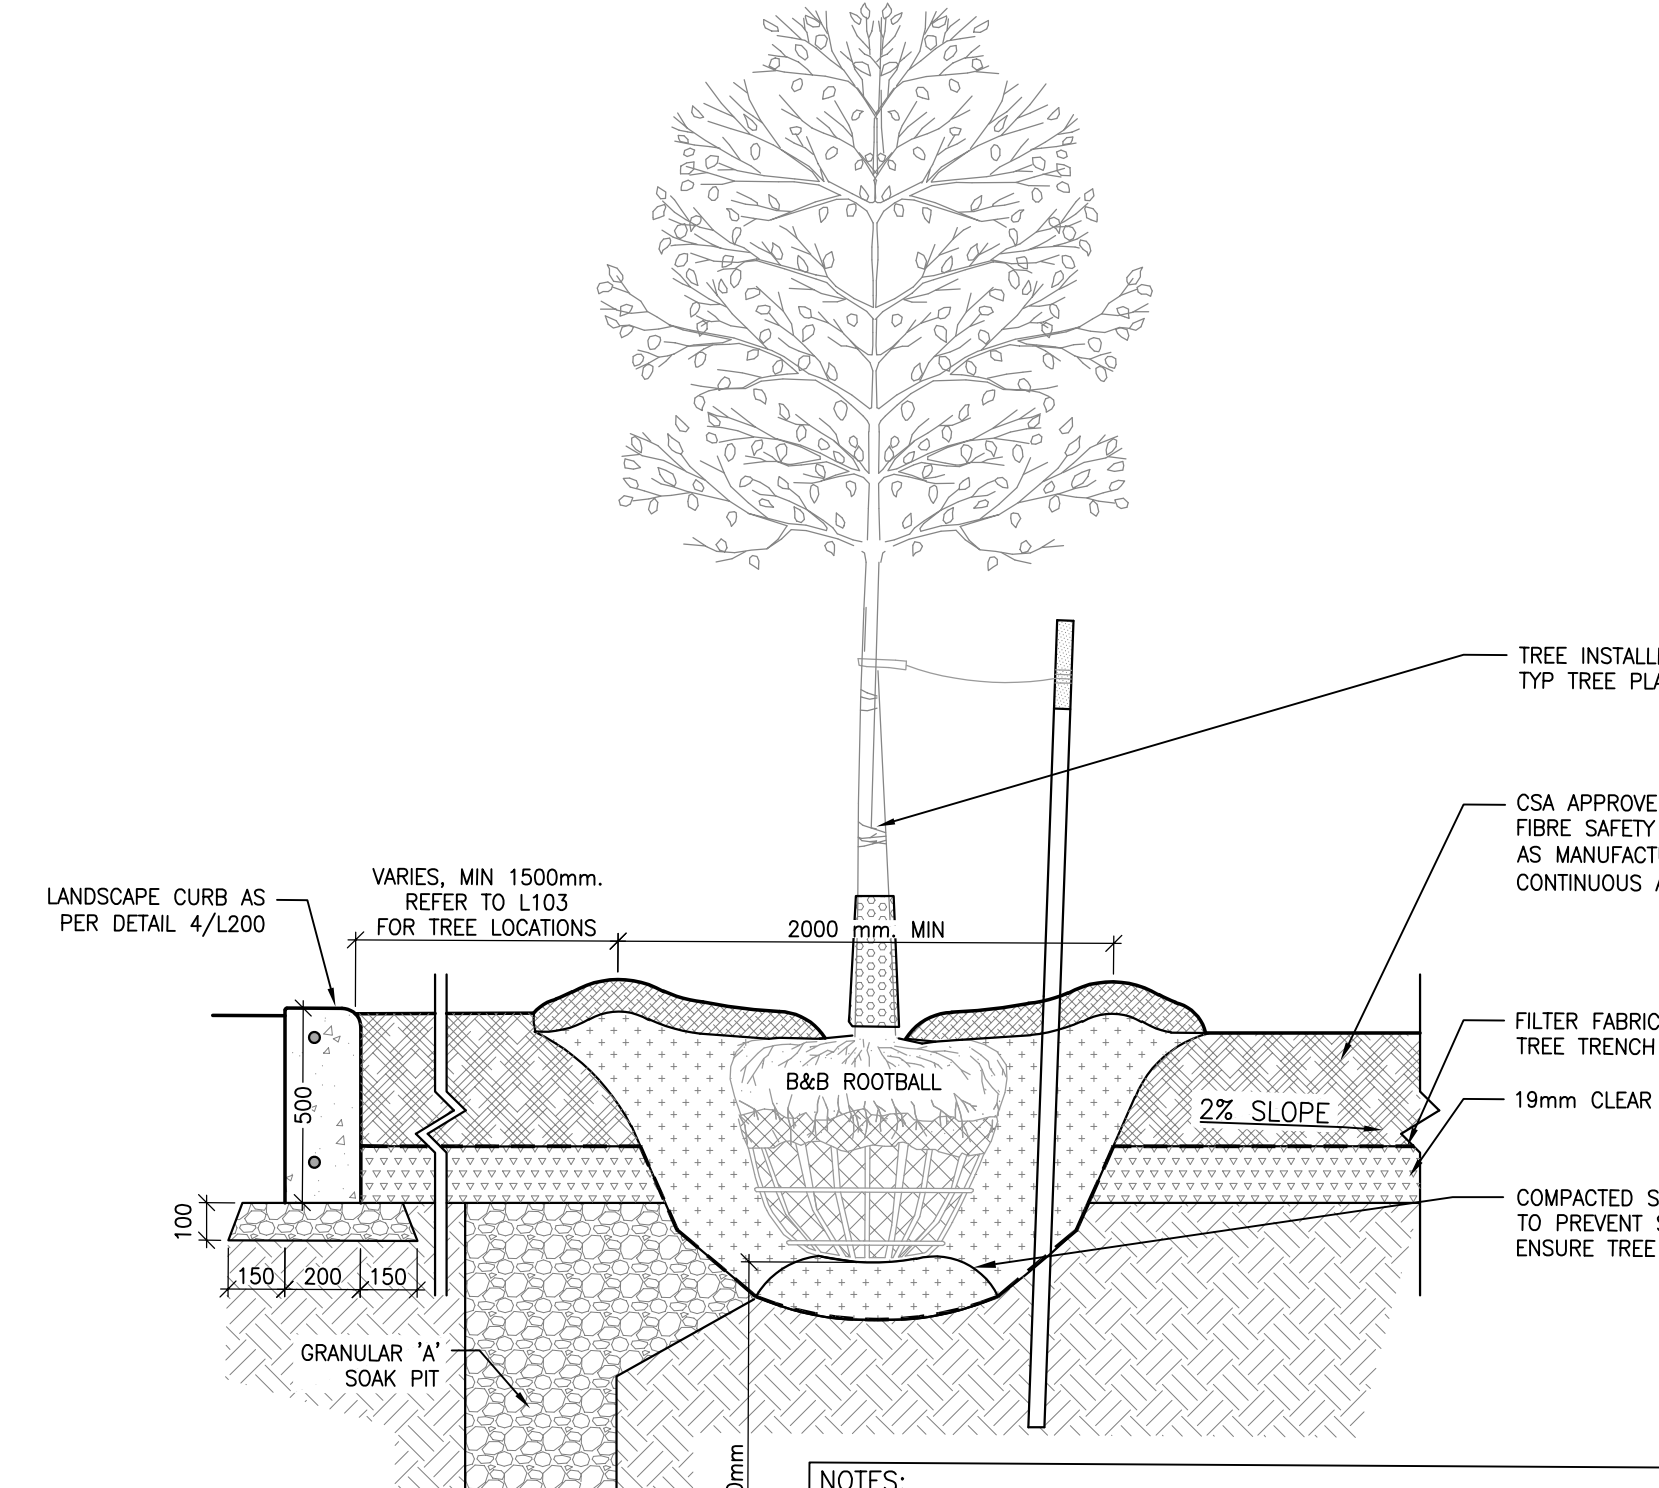 TREE INSTALL
TYP TREE
CSA APPROVE
FIBRE SAFETY
AS
CONTINUOUS
LANDSCAPE CURB AS
PER DETAIL 4/L200
VARIES, MIN 1500mm.
REFER TO L103
FOR TREE LOCATIONS
2000 mm. MIN
FILTER FABRIC
TREE TRENCH
B&B ROOTBALL
500
2% SLOPE
19mm CLEAR
COMPACTED
TO PREVENT
ENSURE TREE
100
150
200
150
GRANULAR 'A'
SOAK PIT
0mm
NOTES: